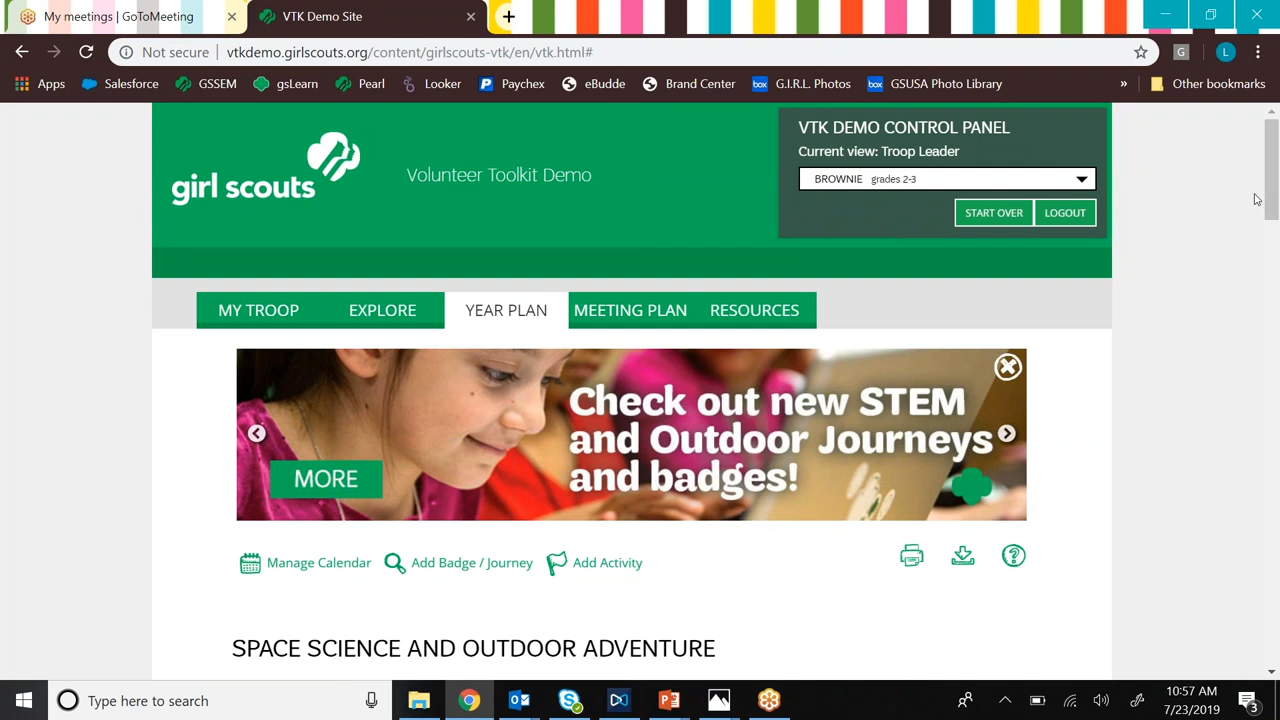 My meetings | GoToMeeting
VTK Demo Site
Not secure
vtkdemo.girlscouts.org/content/girlscouts-vtk/en/vtk.html#
L
Apps
Salesforce
GSSEM
gsLearn
Pearl
Looker
Paychex
eBudde
Brand Center
box
G.I.R.L. Photos
box
GSUSA Photo Library
»
Other bookmarks
girl scouts
Volunteer Toolkit Demo
VTK DEMO CONTROL PANEL
Current view: Troop Leader
BROWNIE grades 2-3
START OVER
LOGOUT
MY TROOP
EXPLORE
YEAR PLAN
MEETING PLAN
RESOURCES
Check out new STEM
and Outdoor Journeys
and badges!
MORE
Manage Calendar
Add Badge / Journey
Add Activity
SPACE SCIENCE AND OUTDOOR ADVENTURE
Type here to search
10:57 AM
7/23/2019
3